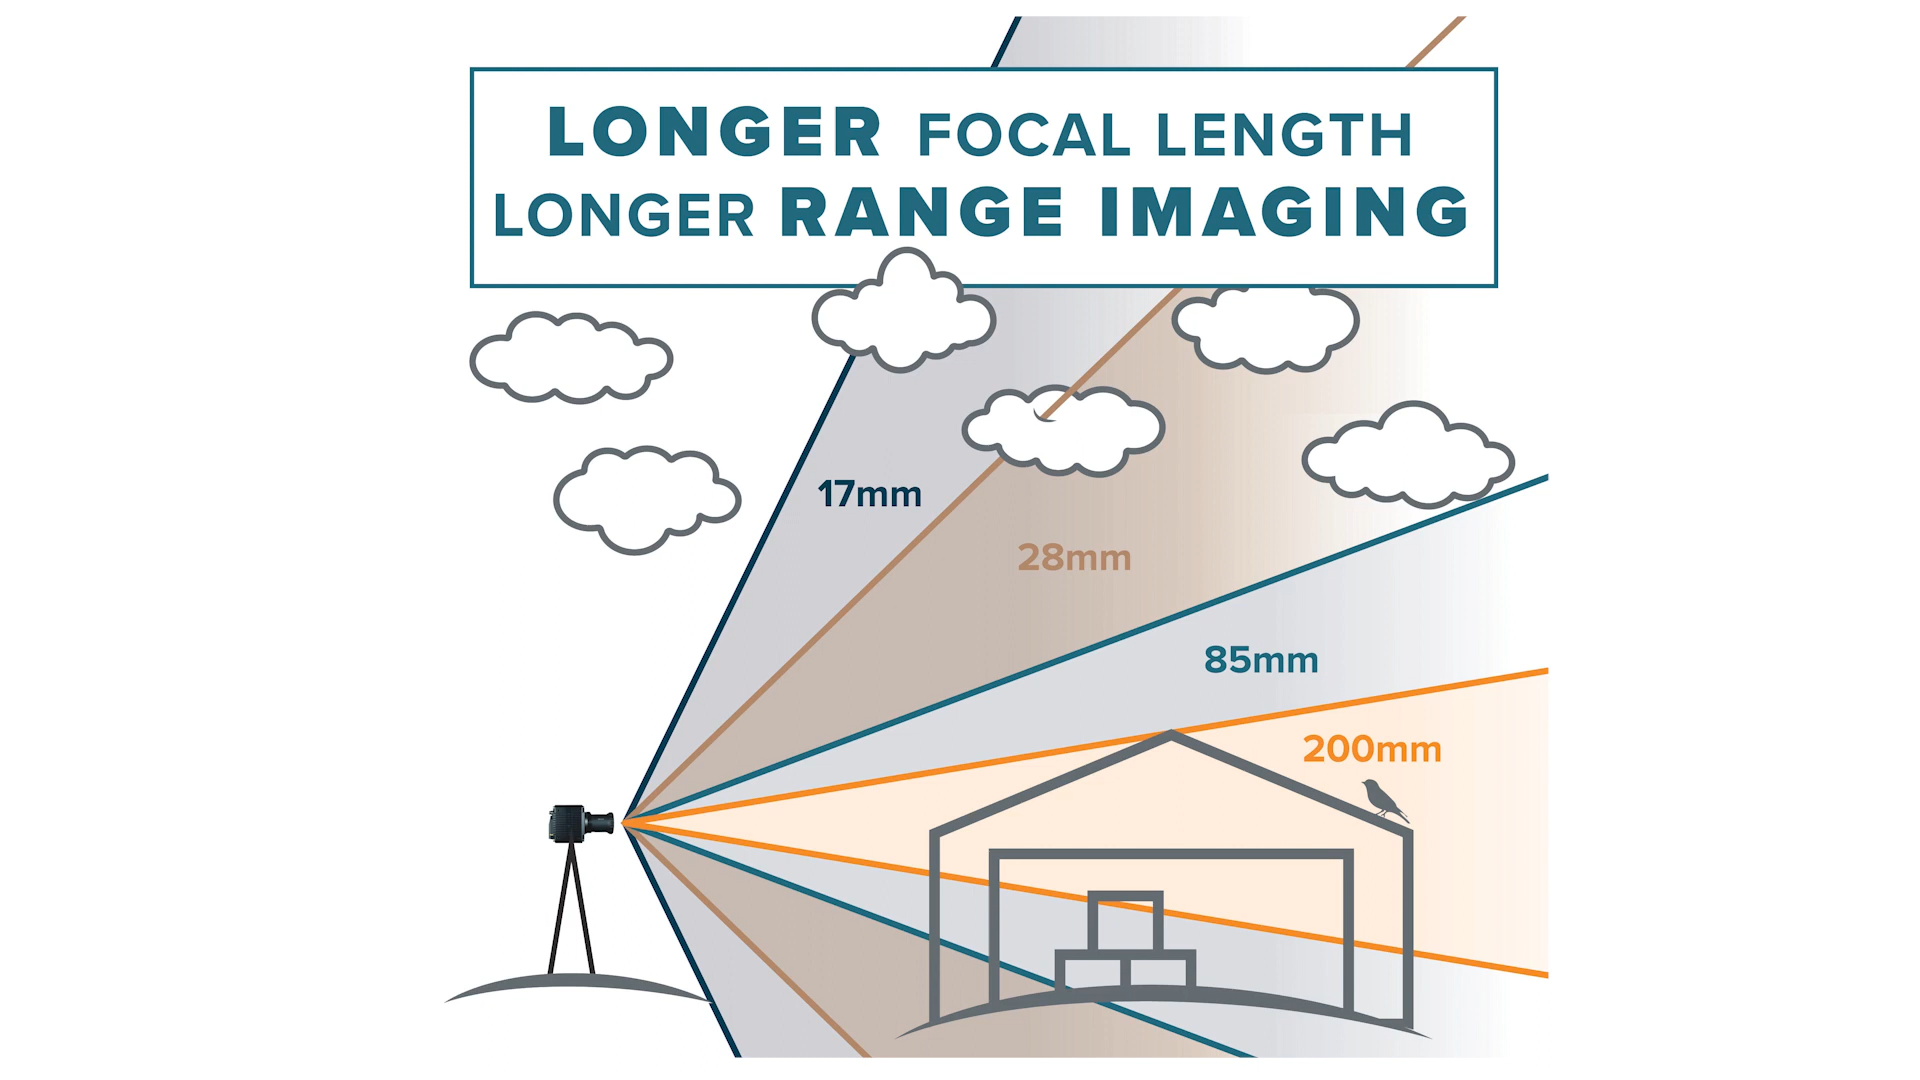 LONGER FOCAL LENGTH
LONGER RANGE IMAGING
17mm
28mm
85mm
200mm